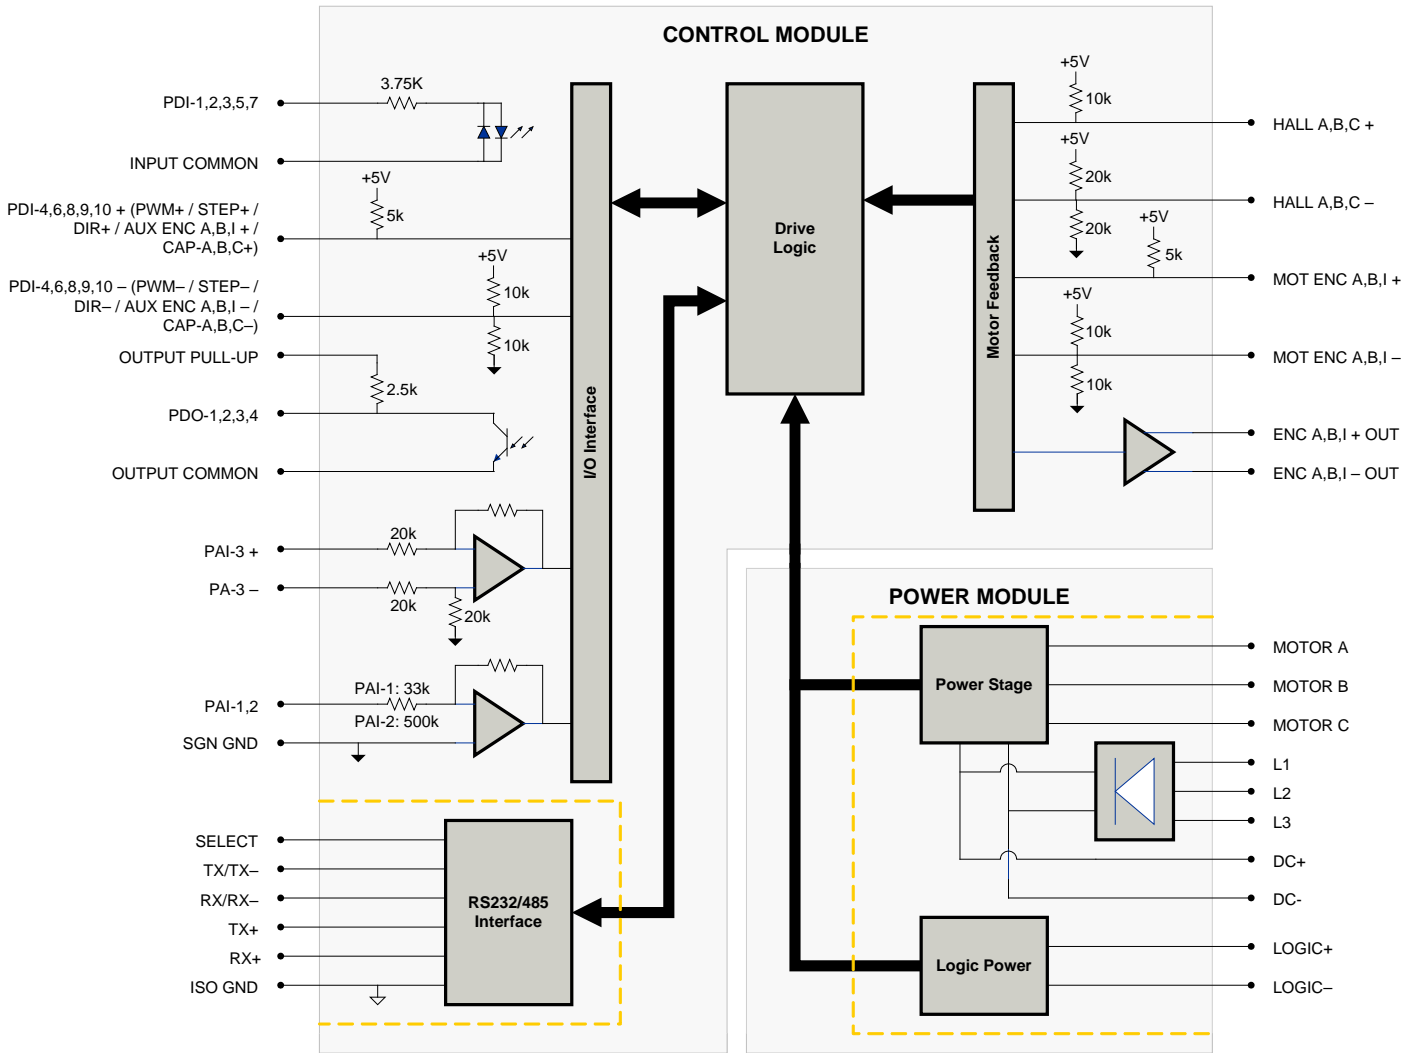 CONTROL MODULE
3.75K
PDI-1,2,3,5,7
INPUT COMMON
+5V
5k
PDI-4,6,8,9,10 + (PWM+ / STEP+ /
DIR+ / AUX ENC A,B,I + /
CAP-A,B,C+)
+5V
10k
PDI-4,6,8,9,10 – (PWM– / STEP– /
DIR– / AUX ENC A,B,I – /
CAP-A,B,C–)
10k
OUTPUT PULL-UP
2.5k
PDO-1,2,3,4
OUTPUT COMMON
20k
PAI-3 +
PA-3 –
20k
20k
PAI-1: 33k
PAI-1,2
PAI-2: 500k
SGN GND
I/O Interface
Drive
Logic
Motor Feedback
+5V
10k
HALL A,B,C +
+5V
20k
HALL A,B,C –
20k
+5V
5k
MOT ENC A,B,I +
+5V
10k
MOT ENC A,B,I –
10k
ENC A,B,I + OUT
ENC A,B,I – OUT
SELECT
TX/TX–
RX/RX–
TX+
RX+
ISO GND
RS232/485
Interface
POWER MODULE
Power Stage
MOTOR A
MOTOR B
MOTOR C
L1
L2
L3
DC+
DC-
Logic Power
LOGIC+
LOGIC–